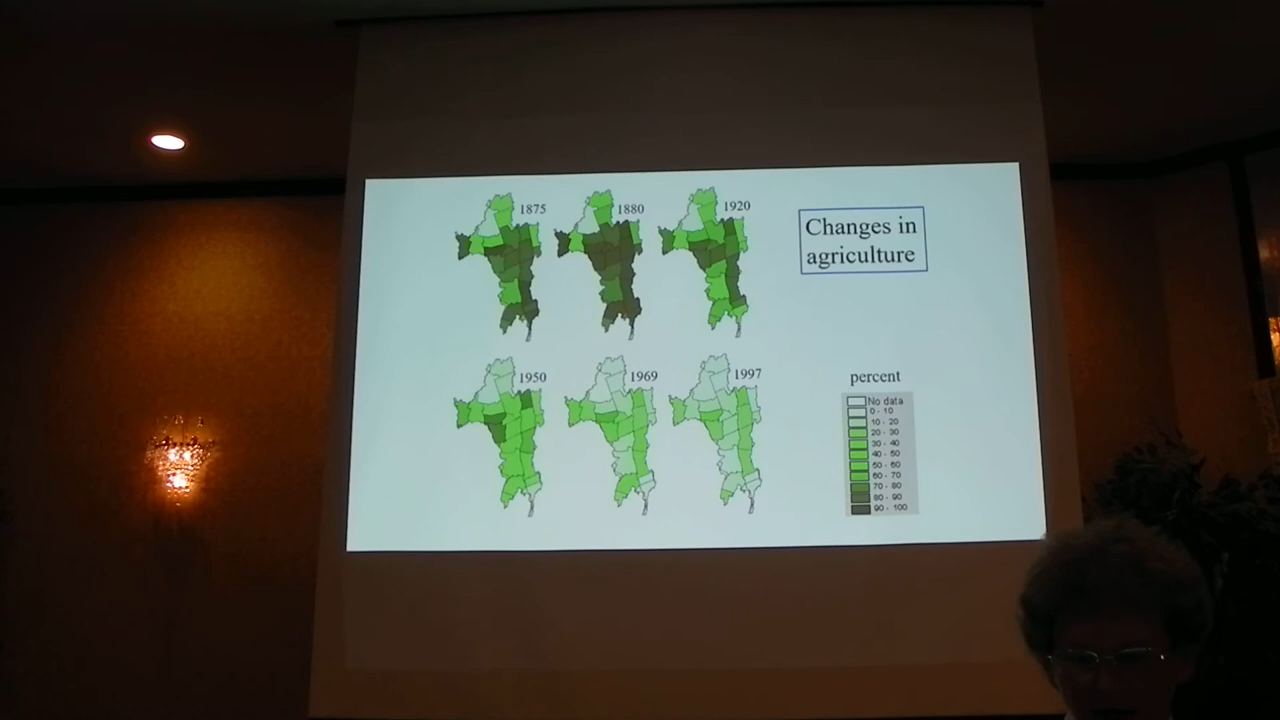 1875
1880
1920
Changes in
agriculture
1950
1969
1997
percent
No data
0 - 10
10 - 20
20 - 30
30 - 40
40 - 50
50 - 60
60 - 70
70 - 80
80 - 90
90 - 100